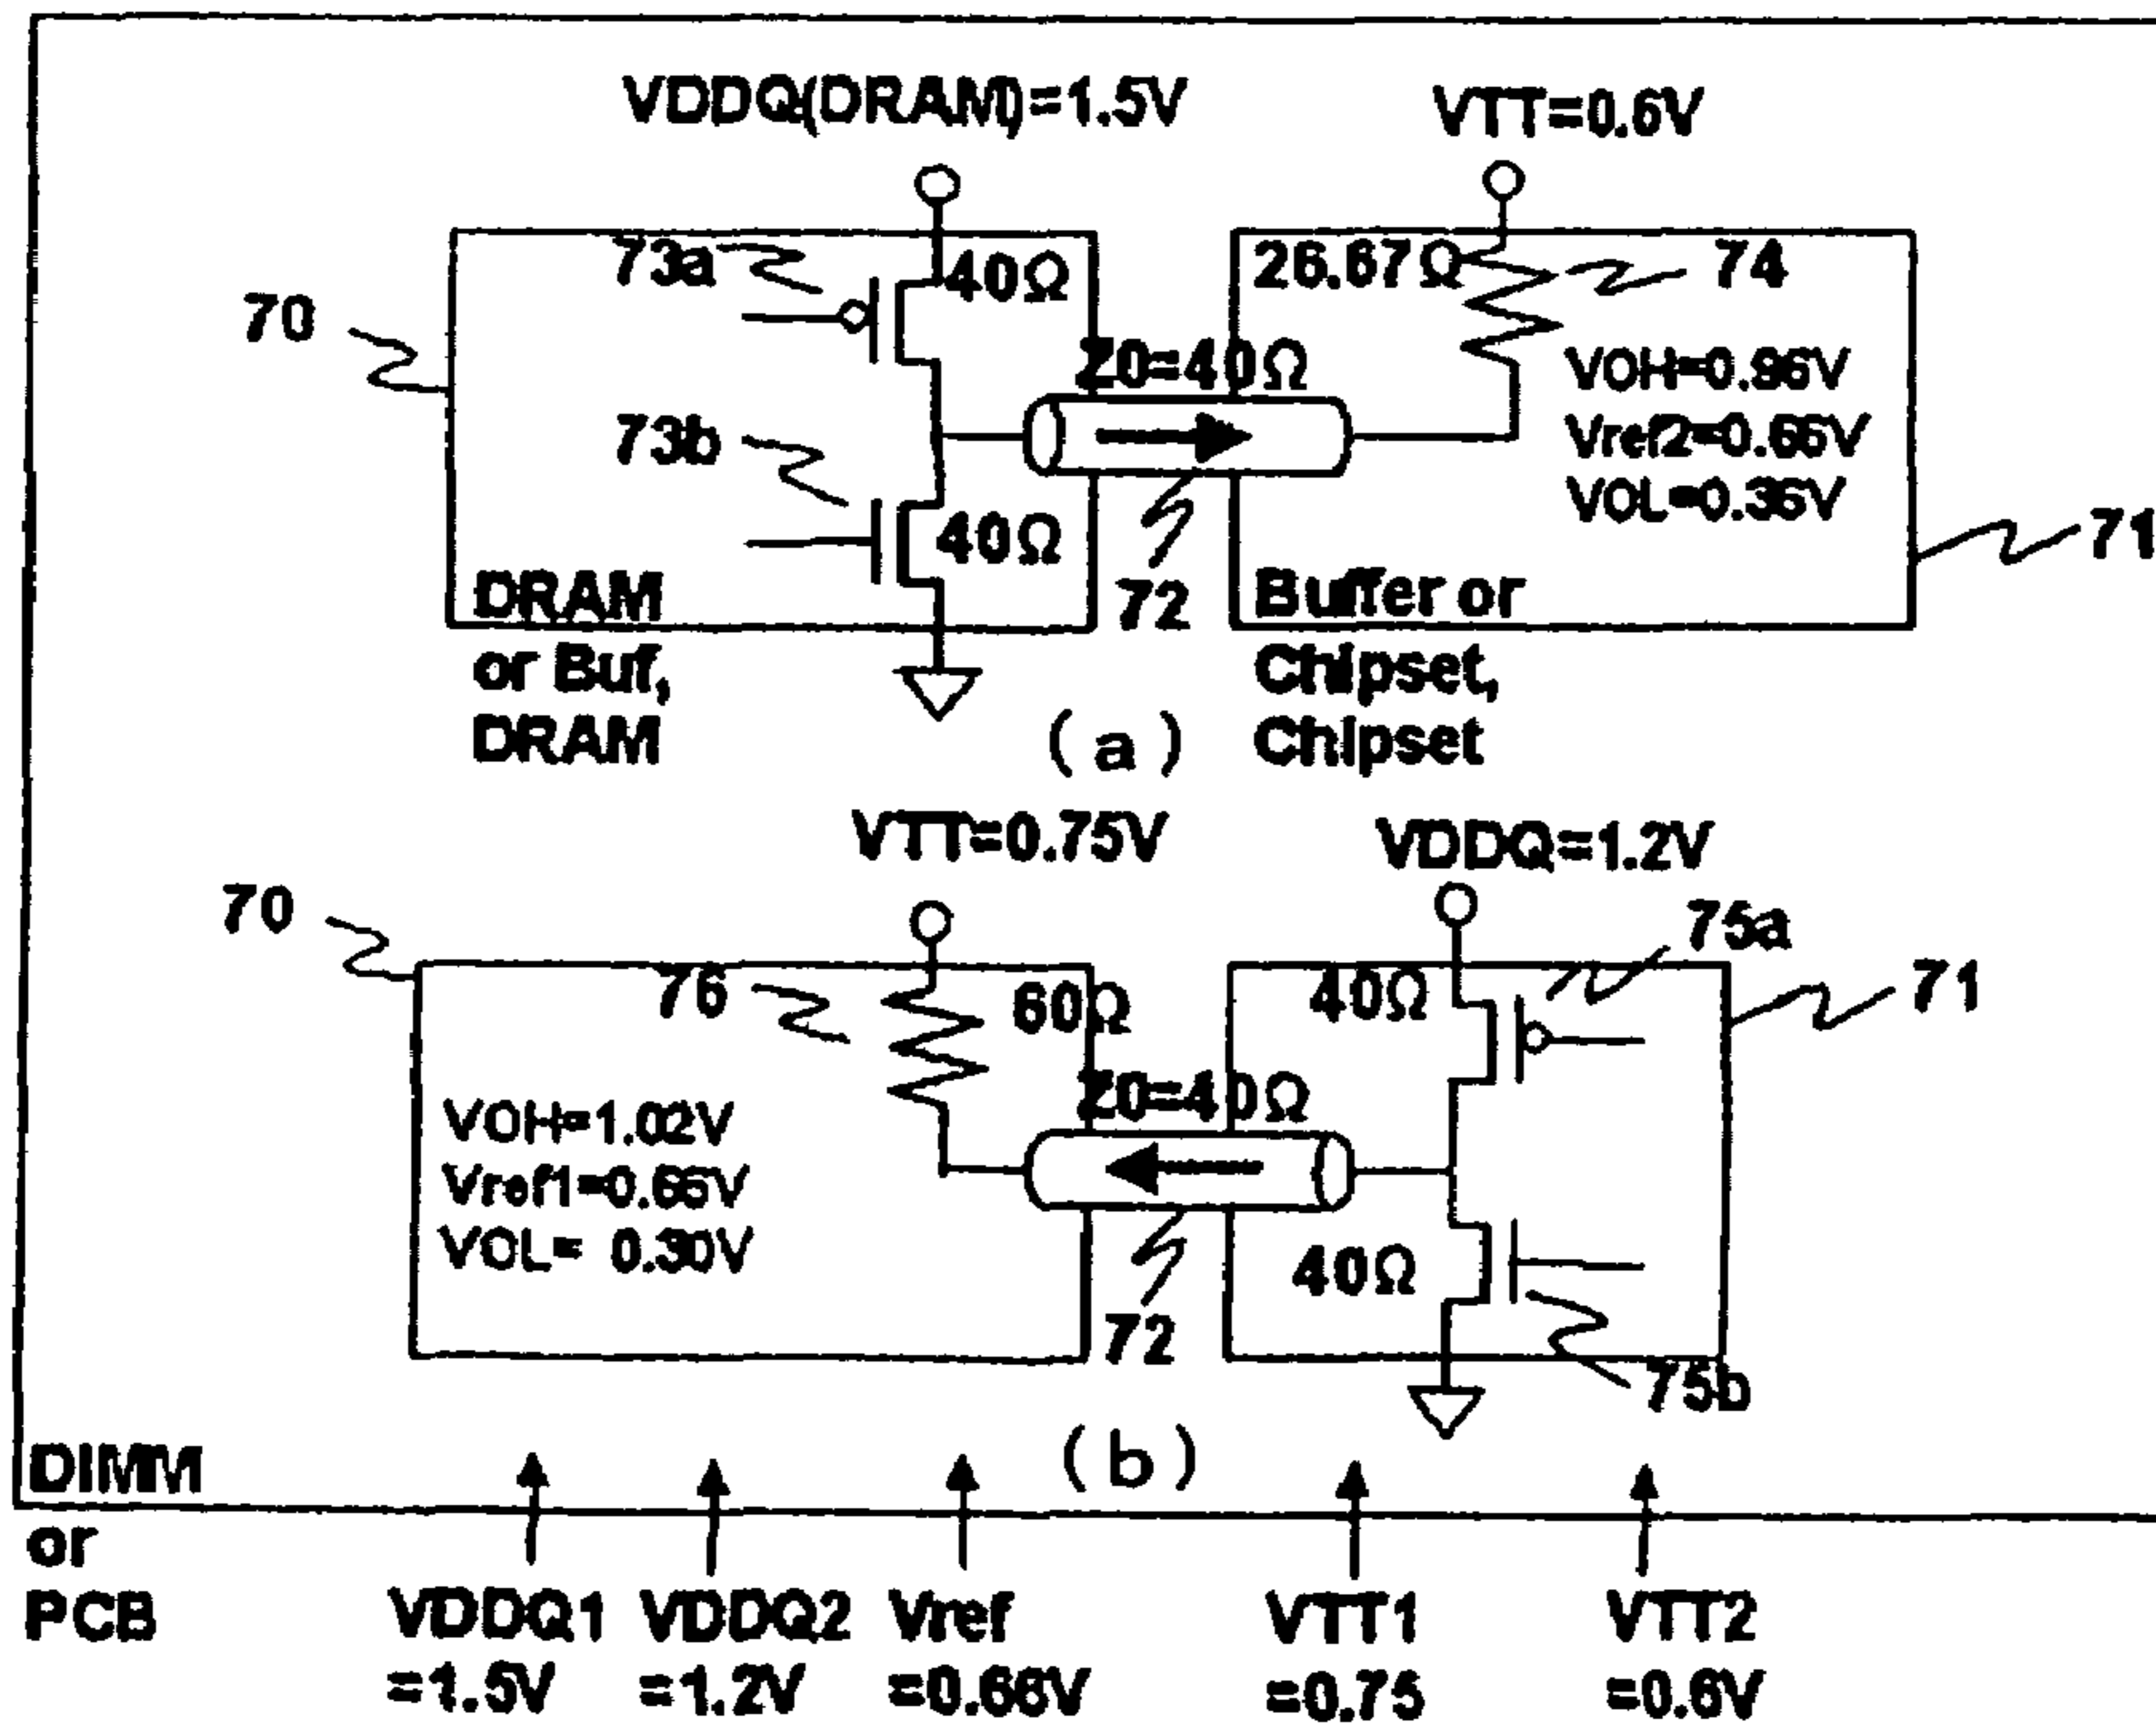 VDDQ(DRAM)=1.5V
VTT=0.6V
73a
40Ω
26.67Ω
74
70
Z0=40Ω
VOH=0.96V
73b
Vref2=0.66V
VOL=0.36V
40Ω
71
DRAM
or Buf,
DRAM
72
Buffer or
Chipset,
Chipset
(a)
VTT=0.75V
VDDQ=1.2V
70
75a
76
60Ω
40Ω
71
Z0=40Ω
VOH=1.02V
Vref1=0.66V
VOL= 0.30V
40Ω
72
75b
(b)
DIMM
or
PCB
VDDQ1
=1.5V
VDDQ2
=1.2V
Vref
=0.66V
VTT1
=0.75
VTT2
=0.6V